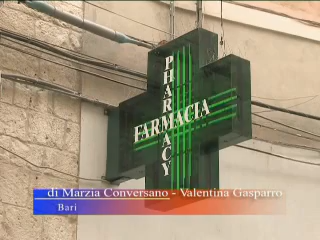 PHARMACY
FARMACIA
di Marzia Conversano - Valentina Gasparro
Bari